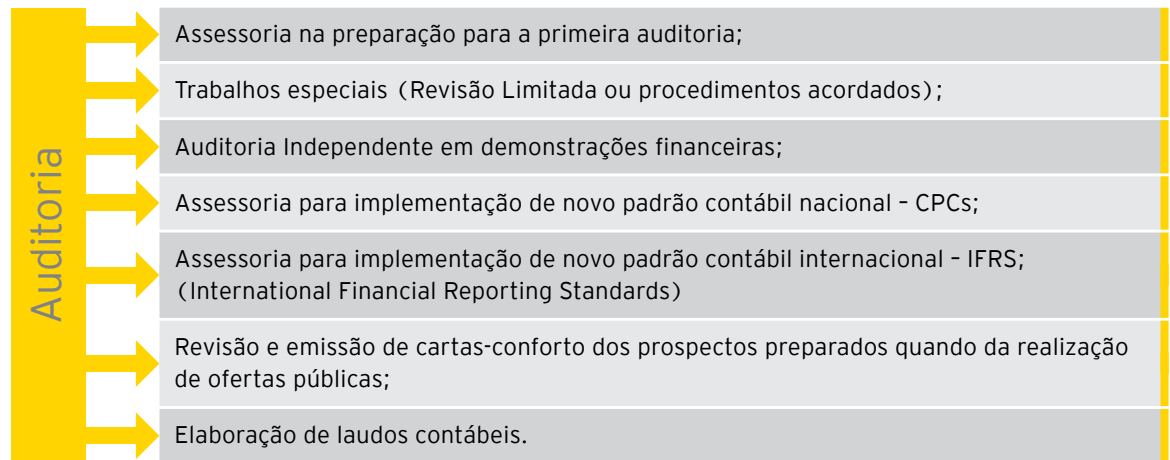 Auditoria
Assessoria na preparação para a primeira auditoria;
Trabalhos especiais (Revisão Limitada ou procedimentos acordados);
Auditoria Independente em demonstrações financeiras;
Assessoria para implementação de novo padrão contábil nacional – CPCs;
Assessoria para implementação de novo padrão contábil internacional – IFRS;
(International Financial Reporting Standards)
Revisão e emissão de cartas-conforto dos prospectos preparados quando da realização
de ofertas públicas;
Elaboração de laudos contábeis.